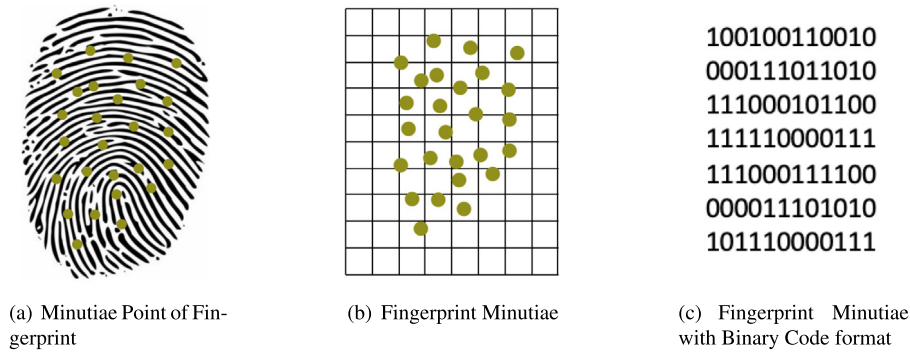 100100110010
000111011010
111000101100
111110000111
111000111100
000011101010
101110000111
(a) Minutiae Point of Fin-
gerprint
(b) Fingerprint Minutiae
(c) Fingerprint Minutiae
with Binary Code format